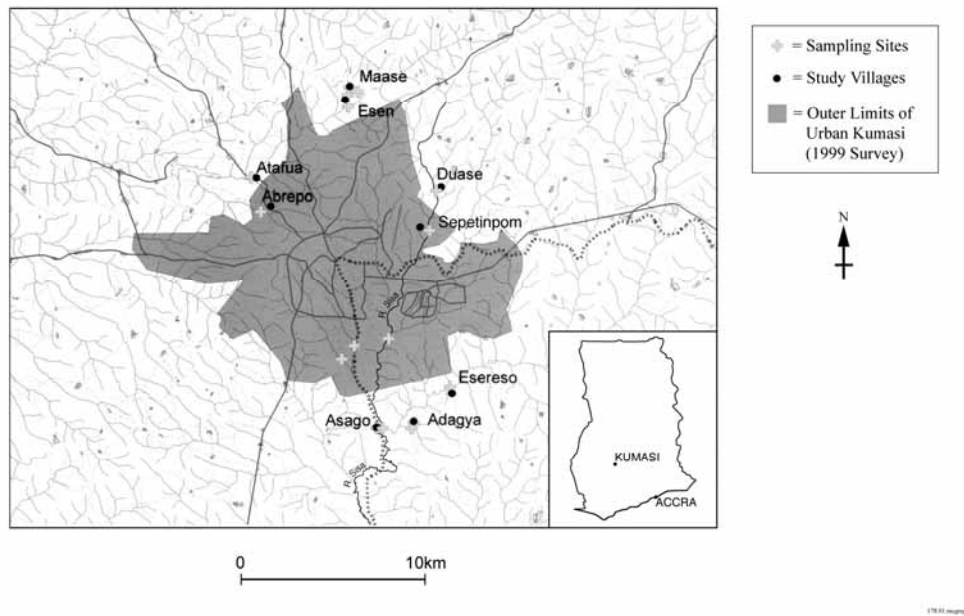 Maase
Esen
Atafua
Abrepo
Duase
Sepetinpom
R. Sisa
Esereso
Asago
Adagya
R. Sisa
KUMASI
ACCRA
= Sampling Sites
= Study Villages
= Outer Limits of
Urban Kumasi
(1999 Survey)
N
0 10km